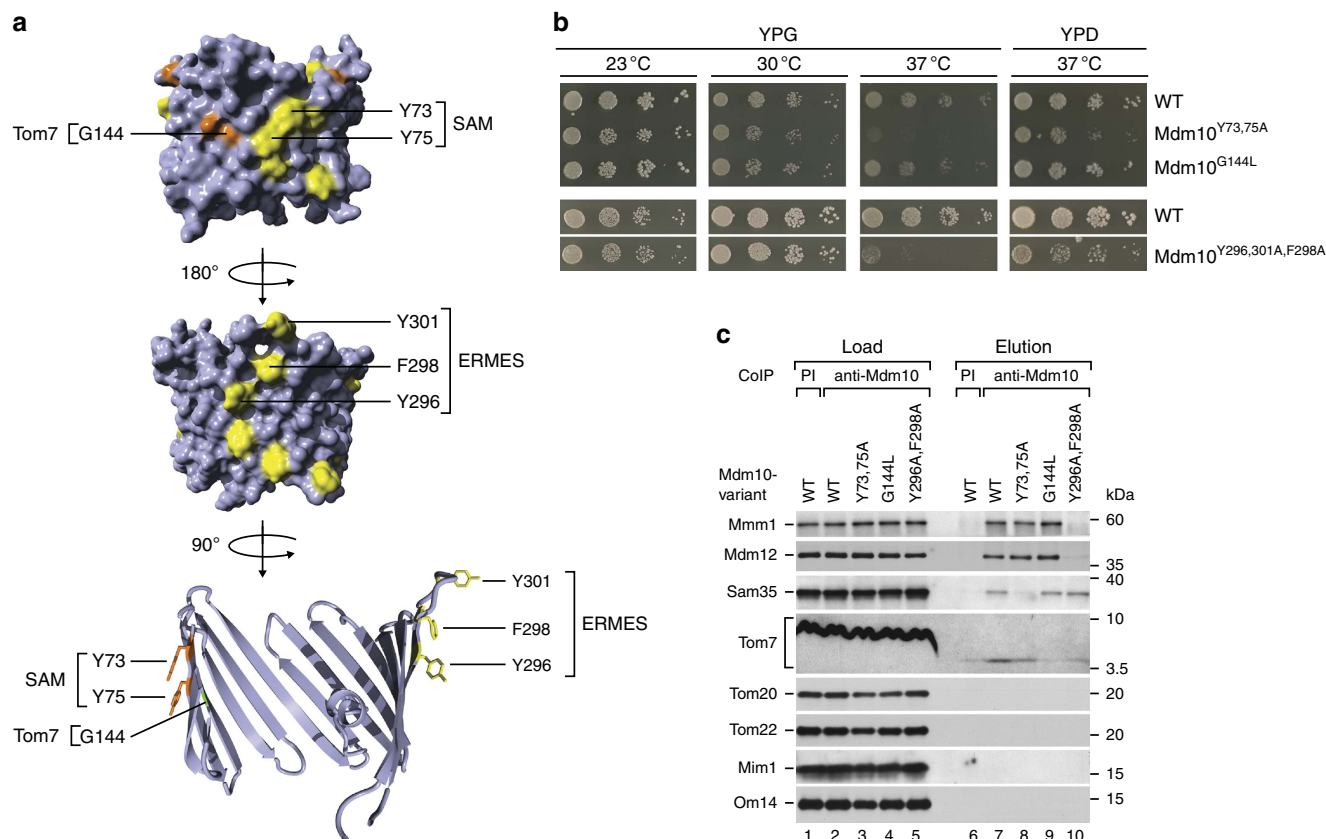 a
Y73
Y75
SAM
Tom7
G144
180°
Y301
F298
Y296
ERMES
90°
Y301
F298
Y296
ERMES
SAM
Y73
Y75
Tom7
G144
b
YPG YPD
23 °C 30 °C 37 °C 37 °C
WT
Mdm10Y73,75A
Mdm10G144L
WT
Mdm10Y296,301A,F298A
c
Load Elution
CoIP PI anti-Mdm10 PI anti-Mdm10
Mdm10-variant WT WT Y73,75A G144L Y296A,F298A WT WT Y73,75A G144L Y296A,F298A kDa
Mmm1 60
Mdm12 35
Sam35 40
Tom7 10
3.5
Tom20 20
Tom22 20
Mim1 15
Om14 15
1 2 3 4 5 6 7 8 9 10